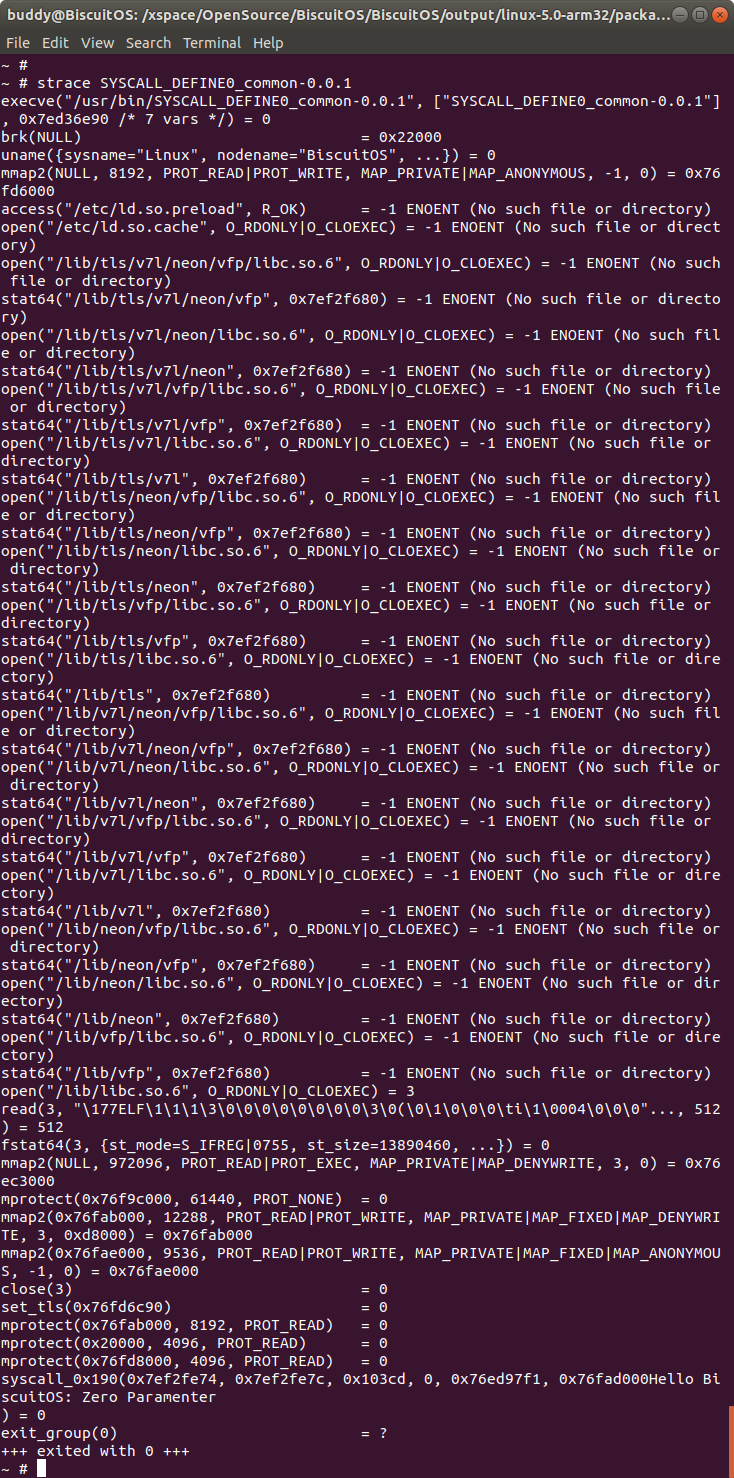 buddy@BiscuitOS: /xspace/OpenSource/BiscuitOS/BiscuitOS/output/linux-5.0-arm32/packa...
File Edit View Search Terminal Help
~ #
~ # strace SYSCALL_DEFINE0_common-0.0.1
execve("/usr/bin/SYSCALL_DEFINE0_common-0.0.1", ["SYSCALL_DEFINE0_common-0.0.1"]
, 0x7ed36e90 /* 7 vars */) = 0
brk(NULL)                               = 0x22000
uname({sysname="Linux", nodename="BiscuitOS", ...}) = 0
mmap2(NULL, 8192, PROT_READ|PROT_WRITE, MAP_PRIVATE|MAP_ANONYMOUS, -1, 0) = 0x76
fd6000
access("/etc/ld.so.preload", R_OK)      = -1 ENOENT (No such file or directory)
open("/etc/ld.so.cache", O_RDONLY|O_CLOEXEC) = -1 ENOENT (No such file or direct
ory)
open("/lib/tls/v7l/neon/vfp/libc.so.6", O_RDONLY|O_CLOEXEC) = -1 ENOENT (No such
 file or directory)
stat64("/lib/tls/v7l/neon/vfp", 0x7ef2f680) = -1 ENOENT (No such file or directo
ry)
open("/lib/tls/v7l/neon/libc.so.6", O_RDONLY|O_CLOEXEC) = -1 ENOENT (No such fil
e or directory)
stat64("/lib/tls/v7l/neon", 0x7ef2f680) = -1 ENOENT (No such file or directory)
open("/lib/tls/v7l/vfp/libc.so.6", O_RDONLY|O_CLOEXEC) = -1 ENOENT (No such file
 or directory)
stat64("/lib/tls/v7l/vfp", 0x7ef2f680)  = -1 ENOENT (No such file or directory)
open("/lib/tls/v7l/libc.so.6", O_RDONLY|O_CLOEXEC) = -1 ENOENT (No such file or
directory)
stat64("/lib/tls/v7l", 0x7ef2f680)      = -1 ENOENT (No such file or directory)
open("/lib/tls/neon/vfp/libc.so.6", O_RDONLY|O_CLOEXEC) = -1 ENOENT (No such fil
e or directory)
stat64("/lib/tls/neon/vfp", 0x7ef2f680) = -1 ENOENT (No such file or directory)
open("/lib/tls/neon/libc.so.6", O_RDONLY|O_CLOEXEC) = -1 ENOENT (No such file or
 directory)
stat64("/lib/tls/neon", 0x7ef2f680)     = -1 ENOENT (No such file or directory)
open("/lib/tls/vfp/libc.so.6", O_RDONLY|O_CLOEXEC) = -1 ENOENT (No such file or
directory)
stat64("/lib/tls/vfp", 0x7ef2f680)      = -1 ENOENT (No such file or directory)
open("/lib/tls/libc.so.6", O_RDONLY|O_CLOEXEC) = -1 ENOENT (No such file or dire
ctory)
stat64("/lib/tls", 0x7ef2f680)          = -1 ENOENT (No such file or directory)
open("/lib/v7l/neon/vfp/libc.so.6", O_RDONLY|O_CLOEXEC) = -1 ENOENT (No such fil
e or directory)
stat64("/lib/v7l/neon/vfp", 0x7ef2f680) = -1 ENOENT (No such file or directory)
open("/lib/v7l/neon/libc.so.6", O_RDONLY|O_CLOEXEC) = -1 ENOENT (No such file or
 directory)
stat64("/lib/v7l/neon", 0x7ef2f680)     = -1 ENOENT (No such file or directory)
open("/lib/v7l/vfp/libc.so.6", O_RDONLY|O_CLOEXEC) = -1 ENOENT (No such file or
directory)
stat64("/lib/v7l/vfp", 0x7ef2f680)      = -1 ENOENT (No such file or directory)
open("/lib/v7l/libc.so.6", O_RDONLY|O_CLOEXEC) = -1 ENOENT (No such file or dire
ctory)
stat64("/lib/v7l", 0x7ef2f680)          = -1 ENOENT (No such file or directory)
open("/lib/neon/vfp/libc.so.6", O_RDONLY|O_CLOEXEC) = -1 ENOENT (No such file or
 directory)
stat64("/lib/neon/vfp", 0x7ef2f680)     = -1 ENOENT (No such file or directory)
open("/lib/neon/libc.so.6", O_RDONLY|O_CLOEXEC) = -1 ENOENT (No such file or dir
ectory)
stat64("/lib/neon", 0x7ef2f680)         = -1 ENOENT (No such file or directory)
open("/lib/vfp/libc.so.6", O_RDONLY|O_CLOEXEC) = -1 ENOENT (No such file or dire
ctory)
stat64("/lib/vfp", 0x7ef2f680)          = -1 ENOENT (No such file or directory)
open("/lib/libc.so.6", O_RDONLY|O_CLOEXEC) = 3
read(3, "\177ELF\1\1\1\3\0\0\0\0\0\0\0\0\3\0(\0\1\0\0\0\ti\1\0004\0\0\0"..., 512
) = 512
fstat64(3, {st_mode=S_IFREG|0755, st_size=13890460, ...}) = 0
mmap2(NULL, 972096, PROT_READ|PROT_EXEC, MAP_PRIVATE|MAP_DENYWRITE, 3, 0) = 0x76
ec3000
mprotect(0x76f9c000, 61440, PROT_NONE)  = 0
mmap2(0x76fab000, 12288, PROT_READ|PROT_WRITE, MAP_PRIVATE|MAP_FIXED|MAP_DENYWRI
TE, 3, 0xd8000) = 0x76fab000
mmap2(0x76fae000, 9536, PROT_READ|PROT_WRITE, MAP_PRIVATE|MAP_FIXED|MAP_ANONYMOU
S, -1, 0) = 0x76fae000
close(3)                                = 0
set_tls(0x76fd6c90)                     = 0
mprotect(0x76fab000, 8192, PROT_READ)   = 0
mprotect(0x20000, 4096, PROT_READ)      = 0
mprotect(0x76fd8000, 4096, PROT_READ)   = 0
syscall_0x190(0x7ef2fe74, 0x7ef2fe7c, 0x103cd, 0, 0x76ed97f1, 0x76fad000Hello Bi
scuitOS: Zero Paramenter
) = 0
exit_group(0)                           = ?
+++ exited with 0 +++
~ #